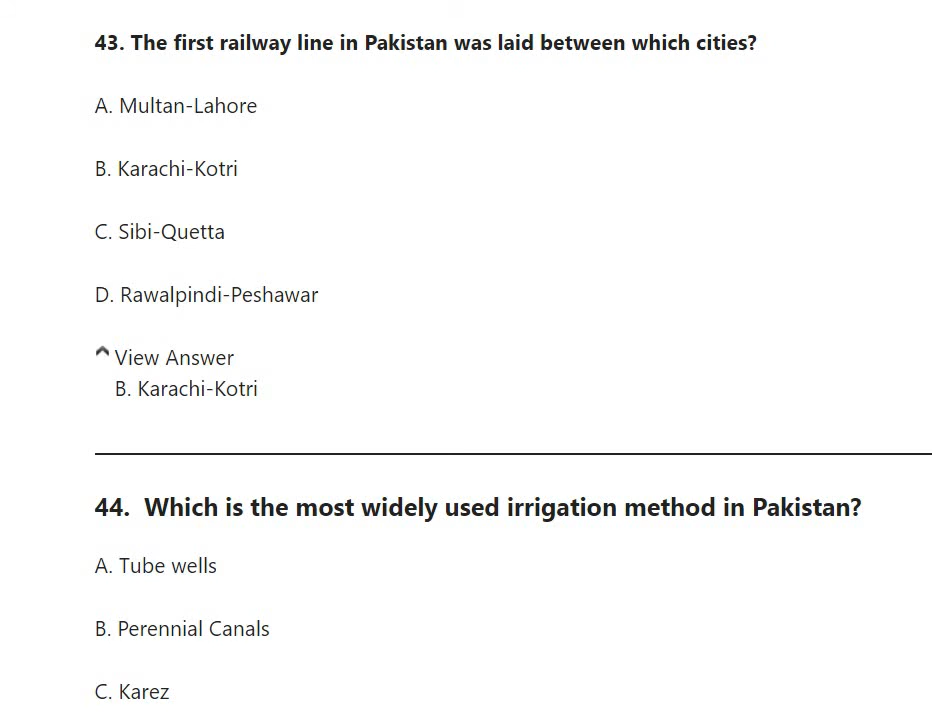 43. The first railway line in Pakistan was laid between which cities?
A. Multan-Lahore
B. Karachi-Kotri
C. Sibi-Quetta
D. Rawalpindi-Peshawar
View Answer
B. Karachi-Kotri
44. Which is the most widely used irrigation method in Pakistan?
A. Tube wells
B. Perennial Canals
C. Karez